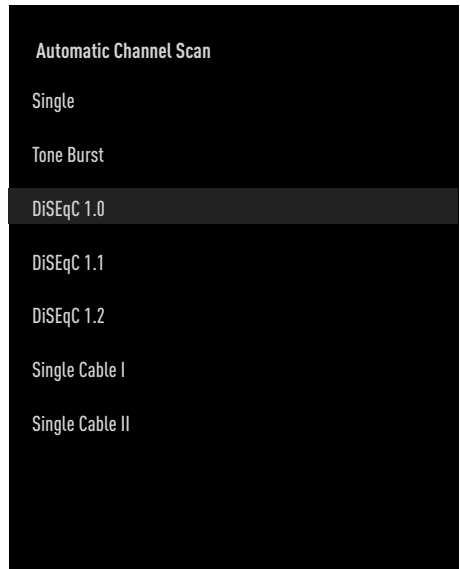 Automatic Channel Scan
Single
Tone Burst
DiSEqC 1.0
DiSEqC 1.1
DiSEqC 1.2
Single Cable I
Single Cable II